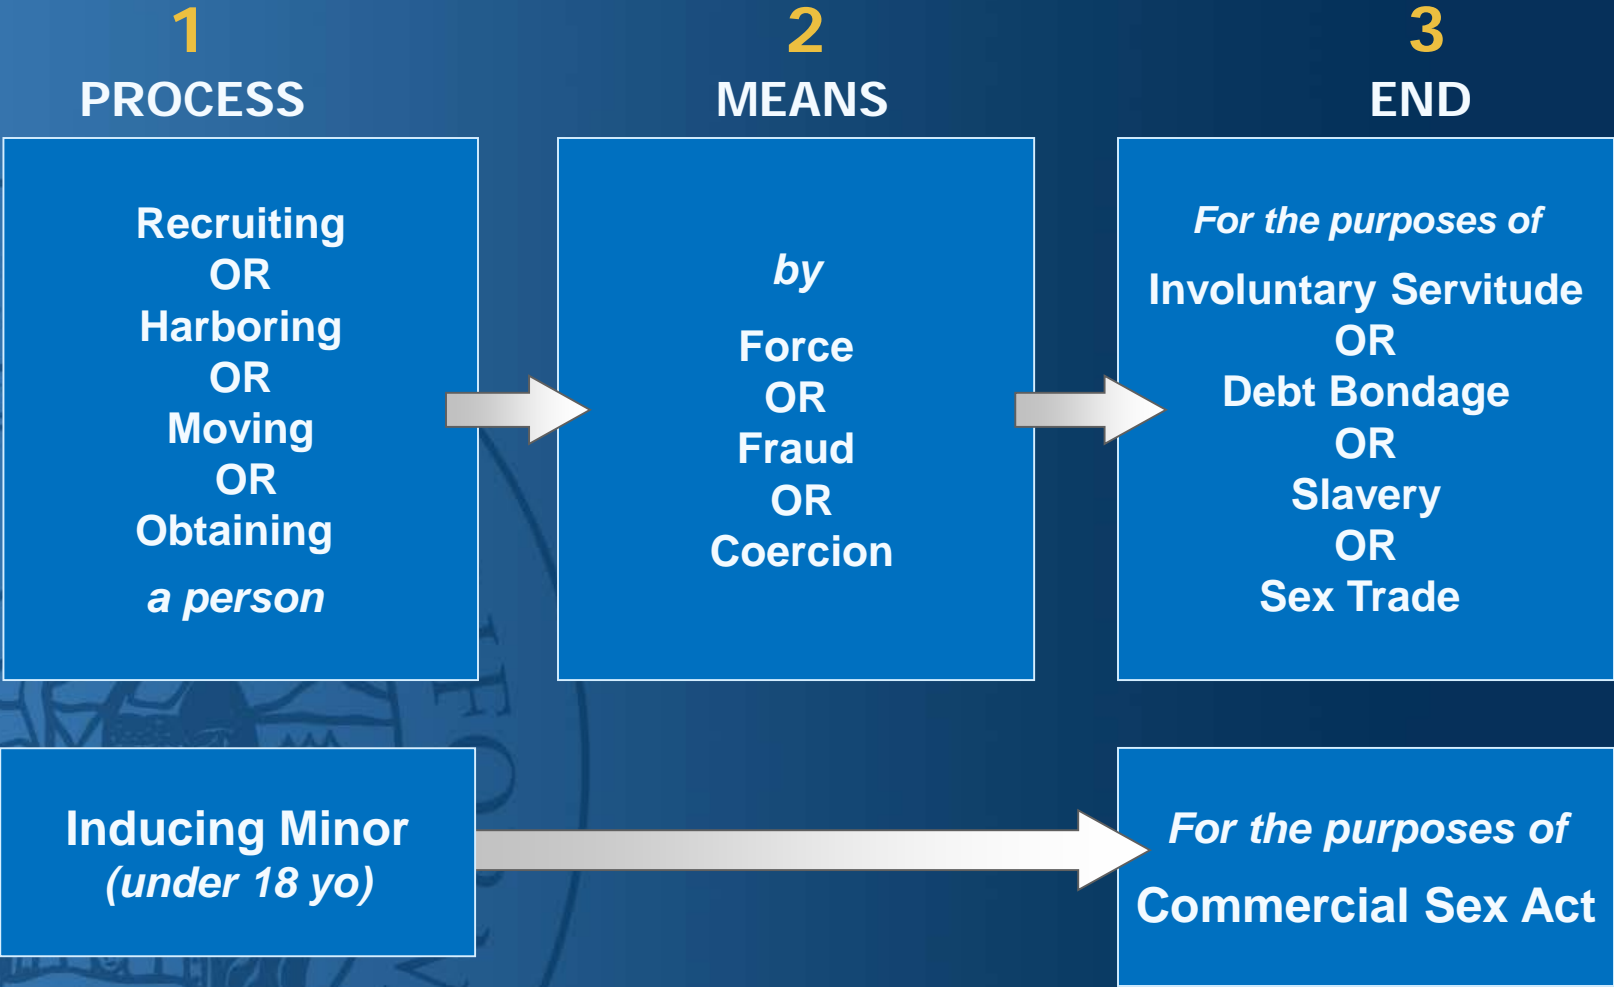 1
PROCESS
Recruiting
OR
Harboring
OR
Moving
OR
Obtaining
a person
2
MEANS
by
Force
OR
Fraud
OR
Coercion
3
END
For the purposes of
Involuntary Servitude
OR
Debt Bondage
OR
Slavery
OR
Sex Trade
Inducing Minor
(under 18 yo)
For the purposes of
Commercial Sex Act